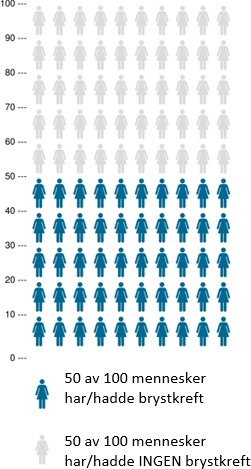 100 ---
90 ---
80 ---
70 ---
60 ---
50 ---
40 ---
30 ---
20 ---
10 ---
0 ---
50 av 100 mennesker
har/hadde brystkreft
50 av 100 mennesker
har/hadde INGEN brystkreft